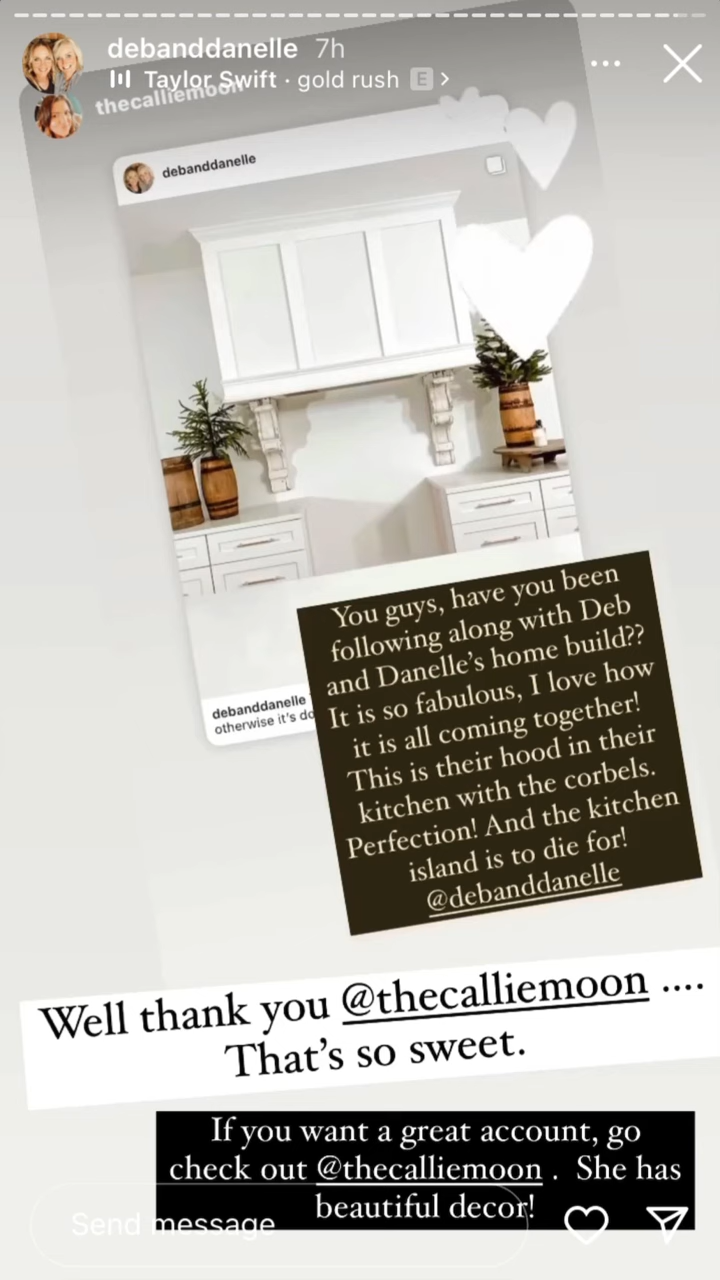 debanddanelle 7h
Taylor Swift · gold rush E >
thecalliemoon
debanddanelle
You guys, have you been
following along with Deb
and Danelle's home build??
It is so fabulous, I love how
it is all coming together!
This is their hood in their
kitchen with the corbels.
Perfection! And the kitchen
island is to die for!
@debanddanelle
debanddanelle
otherwise it's do
Well thank you @thecalliemoon ....
That's so sweet.
If you want a great account, go
check out @thecalliemoon . She has
beautiful decor!
Send message